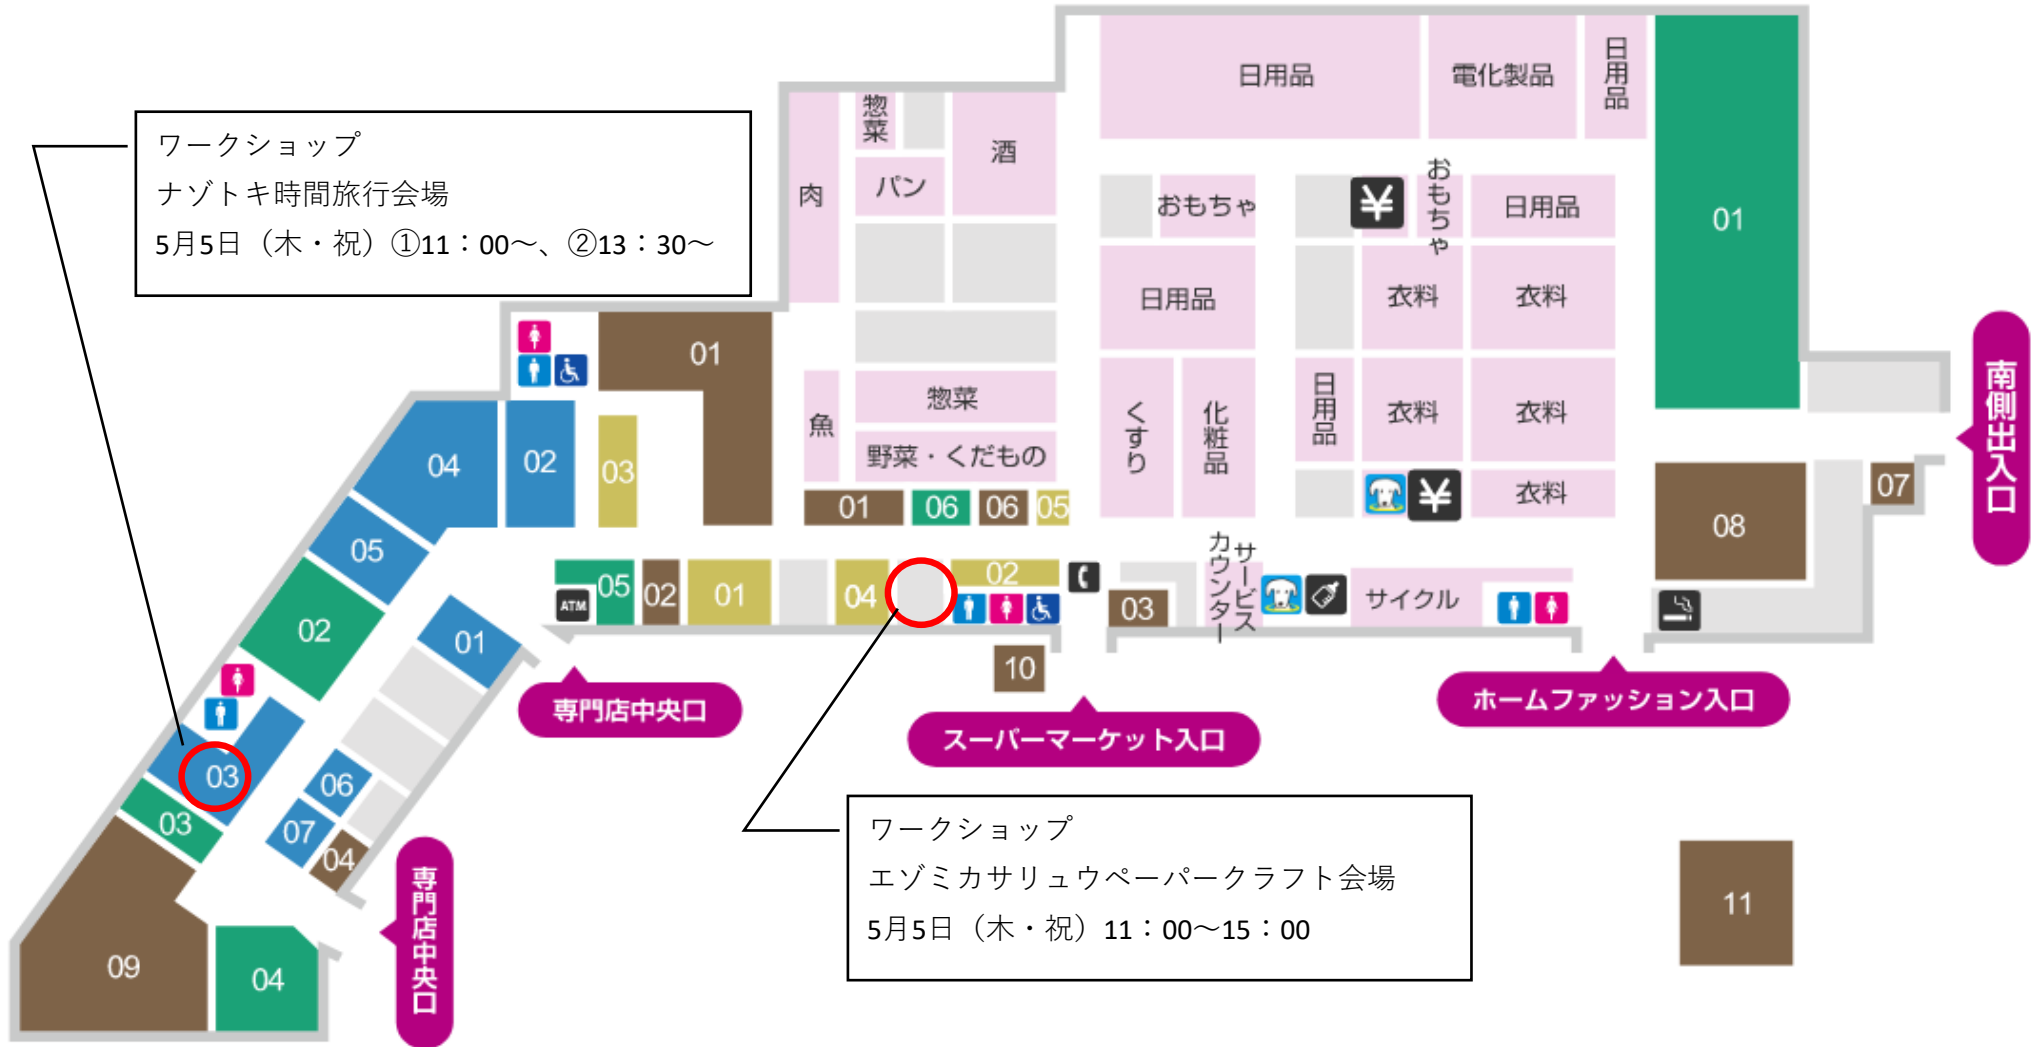 ワークショップ
ナゾトキ時間旅行会場
5月5日（木・祝）①11：00～、②13：30～
日用品
電化製品
日用品
01
惣菜
酒
肉
パン
おもちゃ
おもちゃ
日用品
日用品
衣料
衣料
01
惣菜
魚
野菜・くだもの
くすり
化粧品
日用品
衣料
衣料
衣料
南側出入口
04
02
03
01
06
06
05
08
07
05
ATM
05
02
01
04
02
03
サービスカウンター
サイクル
02
01
10
専門店中央口
スーパーマーケット入口
ホームファッション入口
03
06
03
07
04
専門店中央口
ワークショップ
エゾミカサリュウペーパークラフト会場
5月5日（木・祝）11：00～15：00
11
09
04